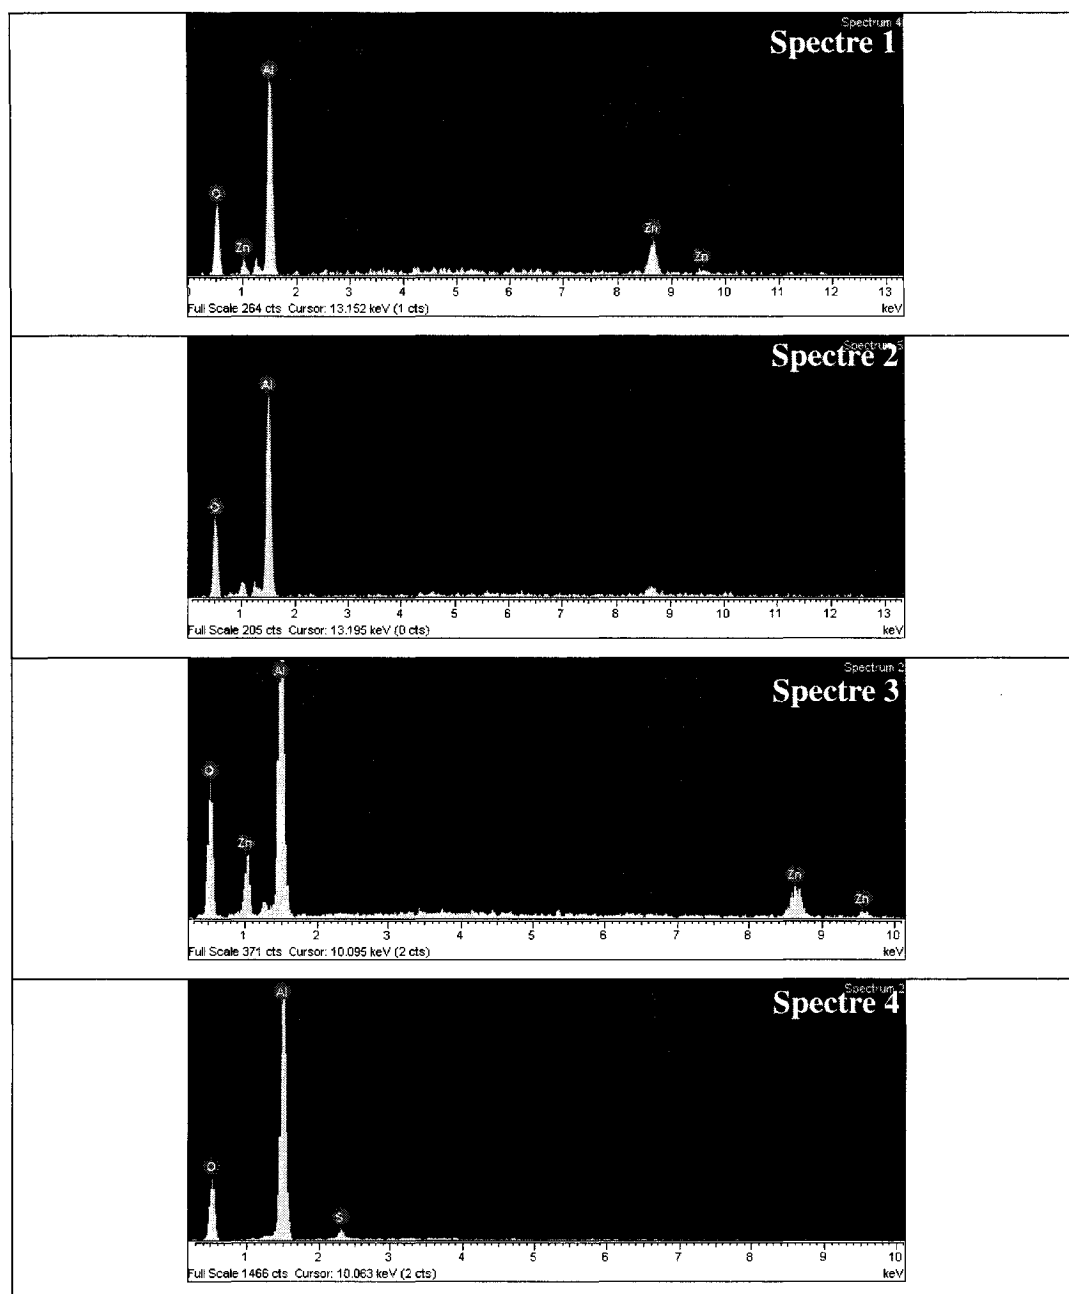 Spectrum 4
Spectre 1
Al
O
Zn
Zn
Zn
0 1 2 3 4 5 6 7 8 9 10 11 12 13
Full Scale 264 cts Cursor: 13.152 keV (1 cts) keV
Spectrum 5
Spectre 2
Al
O
1 2 3 4 5 6 7 8 9 10 11 12 13
Full Scale 205 cts Cursor: 13.195 keV (0 cts) keV
Spectrum 2
Spectre 3
Al
O
Zn
Zn
Zn
1 2 3 4 5 6 7 8 9 10
Full Scale 371 cts Cursor: 10.095 keV (2 cts) keV
Spectrum 2
Spectre 4
Al
O
S
1 2 3 4 5 6 7 8 9 10
Full Scale 1466 cts Cursor: 10.063 keV (2 cts) keV